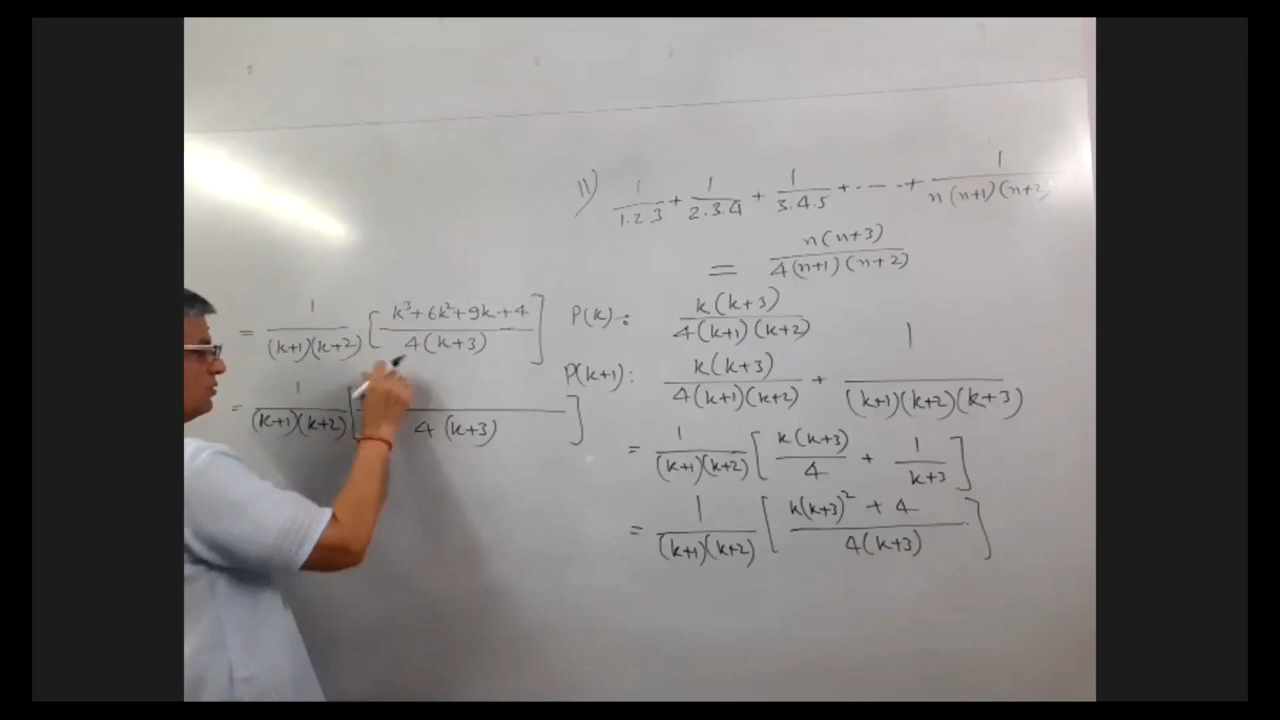 11) 1/1.2.3 + 1/2.3.4 + 1/3.4.5 + .... + 1/n(n+1)(n+2)
= n(n+3)/4(n+1)(n+2)
P(k): k(k+3)/4(k+1)(k+2)
P(k+1): k(k+3)/4(k+1)(k+2) + 1/(k+1)(k+2)(k+3)
= 1/(k+1)(k+2) [k(k+3)/4 + 1/k+3]
= 1/(k+1)(k+2) [k(k+3)² + 4/4(k+3)]
= 1/(k+1)(k+2) [k³+6k²+9k+4/4(k+3)]
= 1/(k+1)(k+2) [ /4(k+3)]